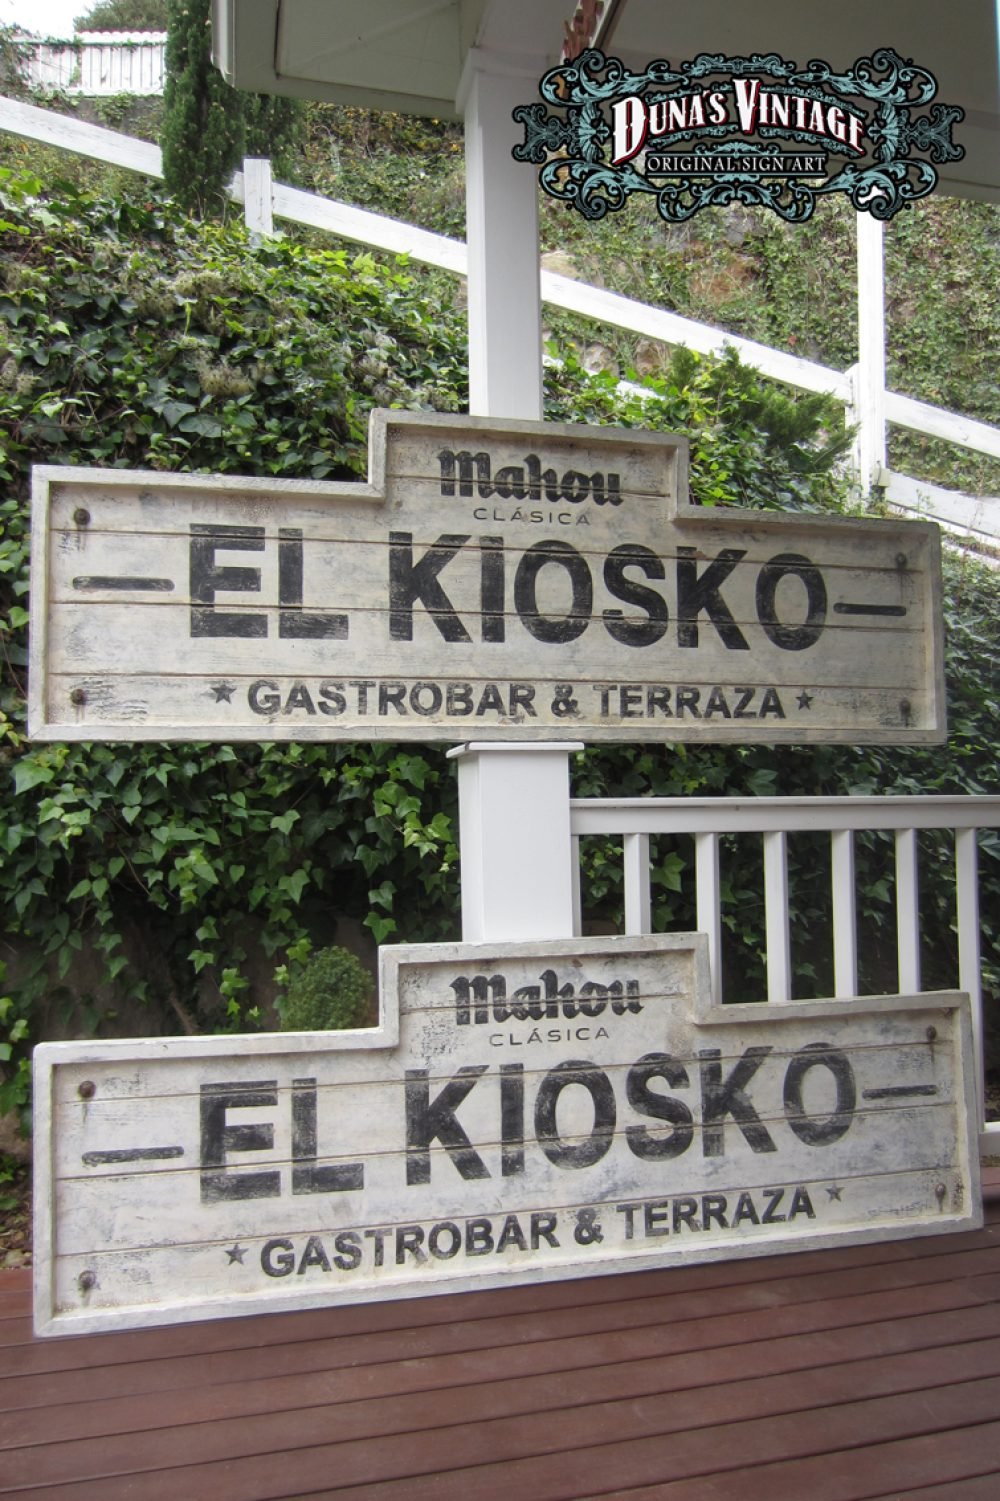 DUNA'S VINTAGE
ORIGINAL SIGN ART
Mahou
CLÁSICA
EL KIOSKO
GASTROBAR & TERRAZA
Mahou
CLÁSICA
EL KIOSKO
GASTROBAR & TERRAZA